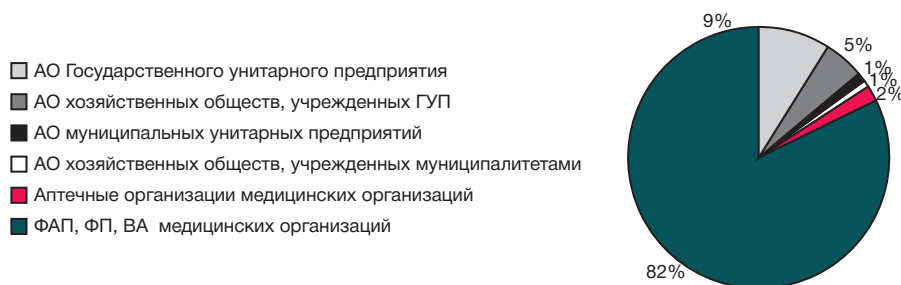 АО Государственного унитарного предприятия
АО хозяйственных обществ, учрежденных ГУП
АО муниципальных унитарных предприятий
АО хозяйственных обществ, учрежденных муниципалитетами
Аптечные организации медицинских организаций
ФАП, ФП, ВА медицинских организаций
9%
5%
1%
1%
2%
82%